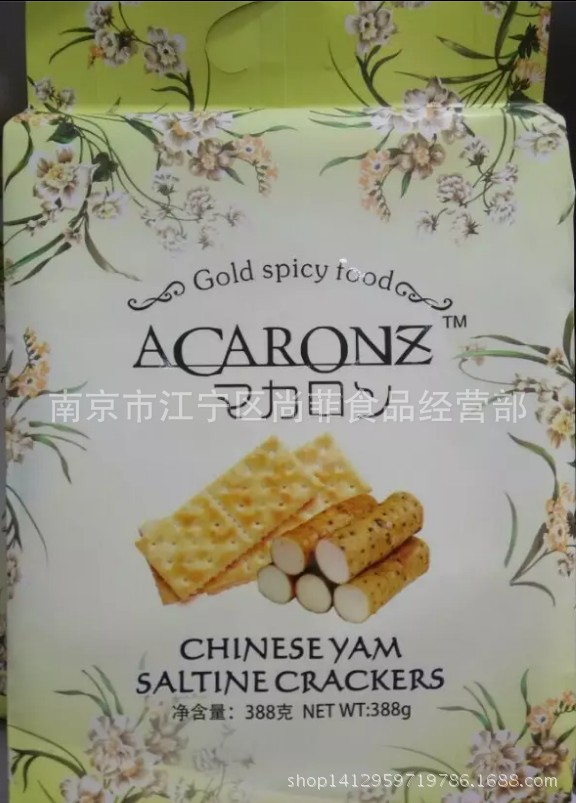 Gold spicy food
ACARONZ™
マカロン
南京市江宁区尚菲食品经营部
CHINESE YAM
SALTINE CRACKERS
净含量：388克 NET WT:388g
shop1412959719786.1688.com